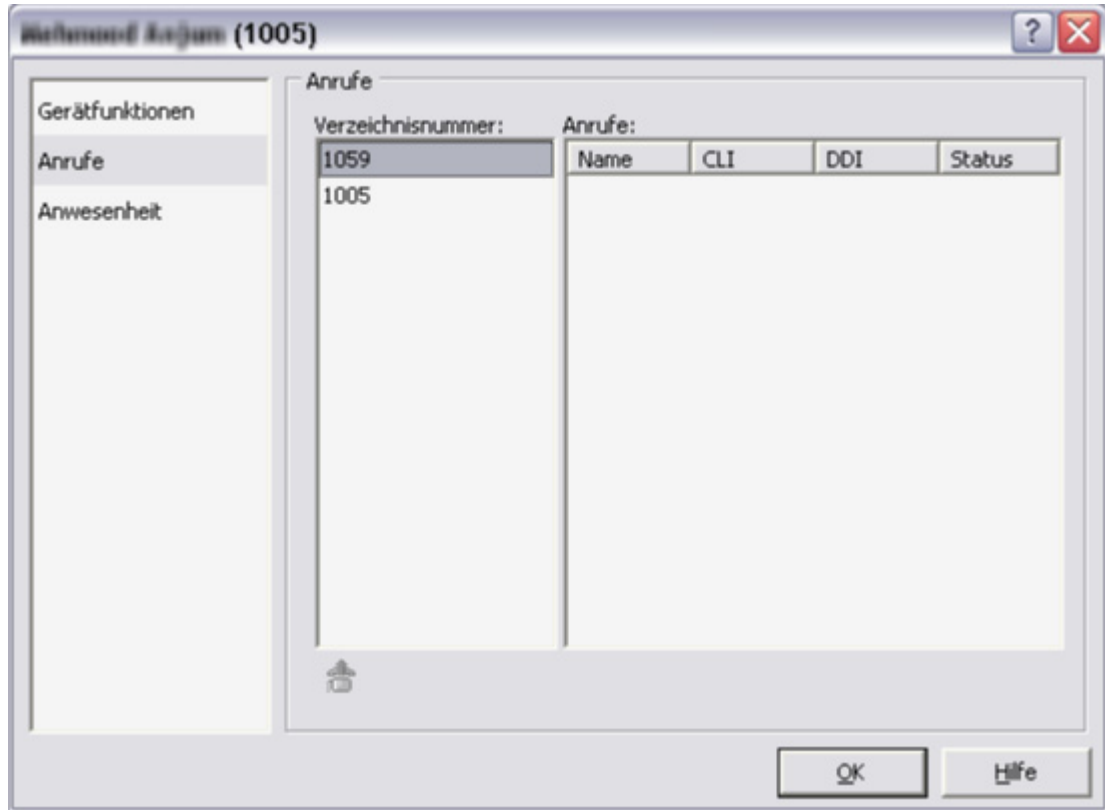 (1005)
Gerätfunktionen
Anrufe
Anwesenheit
Anrufe
Verzeichnisnummer:
1059
1005
Anrufe:
Name CLI DDI Status
OK Hilfe